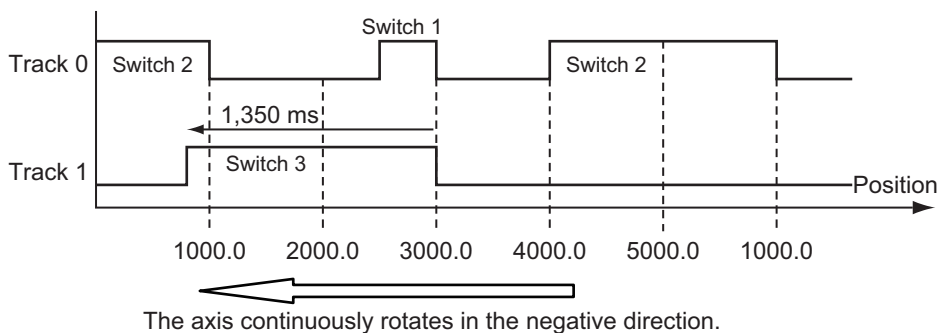 Switch 1
Track 0
Switch 2
Switch 2
1,350 ms
Switch 3
Track 1
Position
1000.0 2000.0 3000.0 4000.0 5000.0 1000.0
The axis continuously rotates in the negative direction.